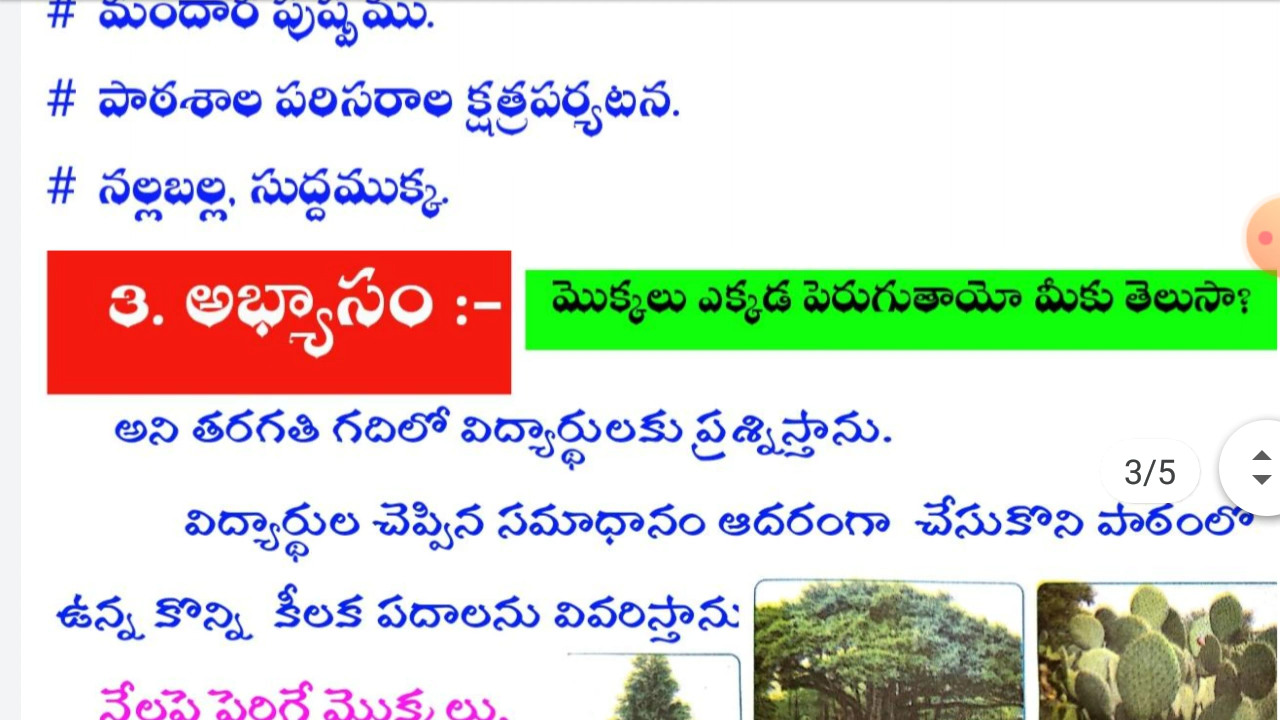 # మందార పుష్పము.
# పాఠశాల పరిసరాల క్షత్రపర్యటన.
# నల్లబల్ల, సుద్దముక్క.
3. అభ్యాసం :- మొక్కలు ఎక్కడ పెరుగుతాయో మీకు తెలుసా?
అని తరగతి గదిలో విద్యార్థులకు ప్రశ్నిస్తాను.
3/5
విద్యార్థుల చెప్పిన సమాధానం ఆదరంగా చేసుకొని పాఠంలో
ఉన్న కొన్ని కీలక పదాలను వివరిస్తాను
నేలపై పెరిగే మొక్కలు.